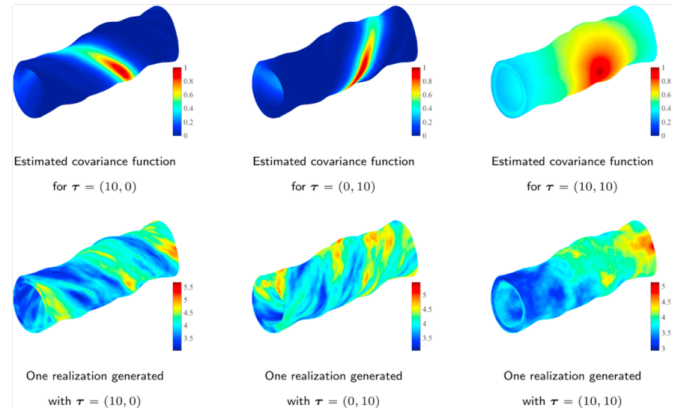 1
0.8
0.6
0.4
0.2
0
1
0.8
0.6
0.4
0.2
0
1
0.8
0.6
0.4
0.2
0
Estimated covariance function
for τ = (10, 0)
Estimated covariance function
for τ = (0, 10)
Estimated covariance function
for τ = (10, 10)
5.5
5
4.5
4
3.5
5
4.5
4
3.5
5
4.5
4
3.5
3
One realization generated
with τ = (10, 0)
One realization generated
with τ = (0, 10)
One realization generated
with τ = (10, 10)